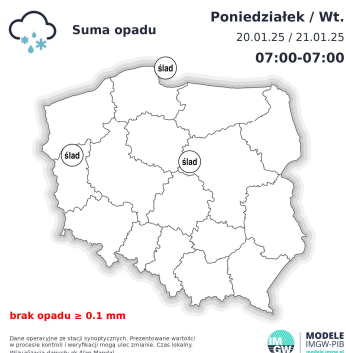 Suma opadu
Poniedziałek / Wt.
20.01.25 / 21.01.25
07:00-07:00
ślad
ślad
ślad
brak opadu ≥ 0.1 mm
Dane operacyjne ze stacji synoptycznych. Prezentowane wartości
w procesie kontroli i weryfikacji mogą ulec zmianie. Czas lokalny.
IM
GW
MODELE
IMGW-PIB